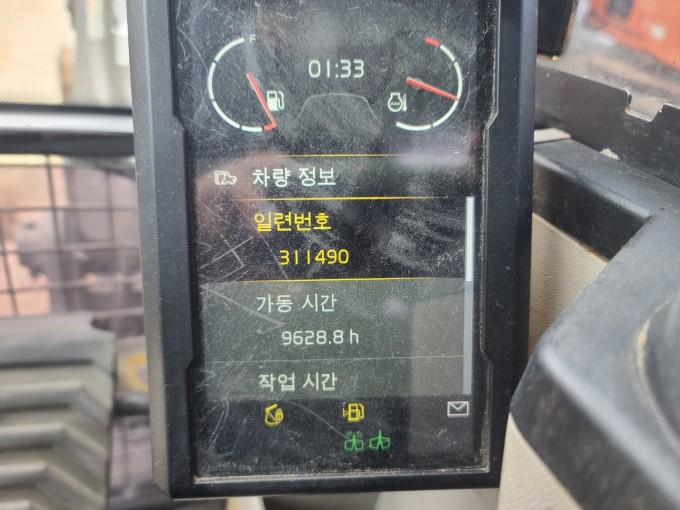 F
01:33
차량 정보
일련번호
311490
가동 시간
9628.8 h
작업 시간